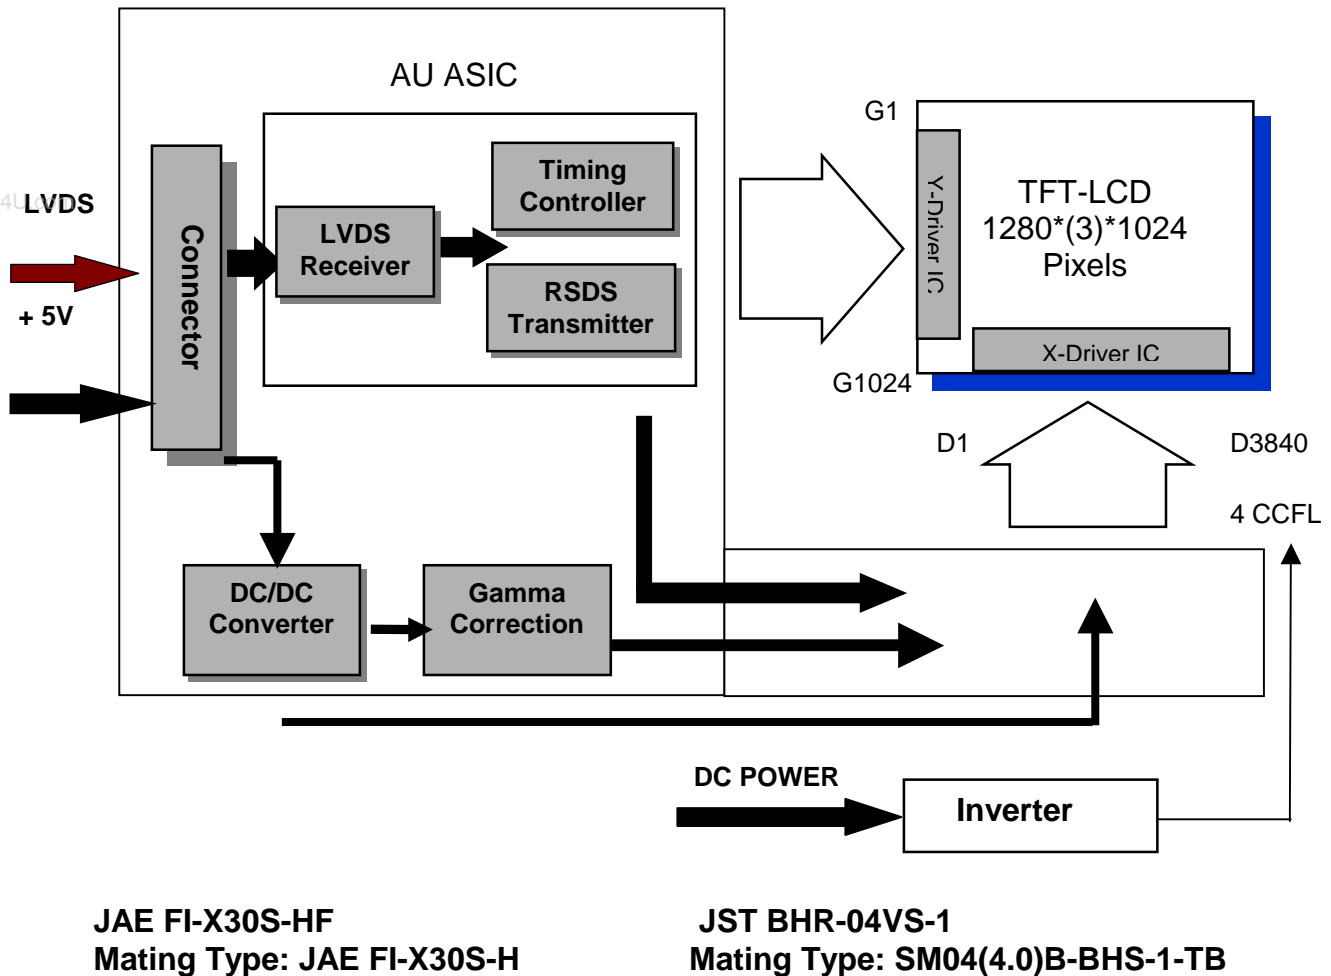 AU ASIC
G1
4U.com
LVDS
+ 5V
Connector
LVDS
Receiver
Timing
Controller
RSDS
Transmitter
Y-Driver IC
TFT-LCD
1280*(3)*1024
Pixels
X-Driver IC
G1024
D1
D3840
4 CCFL
DC/DC
Converter
Gamma
Correction
DC POWER
Inverter
JAE FI-X30S-HF
Mating Type: JAE FI-X30S-H
JST BHR-04VS-1
Mating Type: SM04(4.0)B-BHS-1-TB